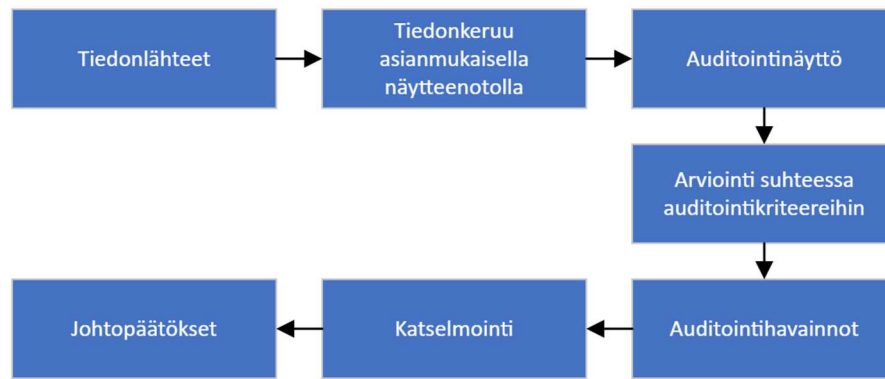 Tiedonlähteet
Tiedonkeruu
asianmukaisella
näytteenotolla
Auditointinäyttö
Arviointi suhteessa
auditointikriteereihin
Auditointihavainnot
Katselmointi
Johtopäätökset